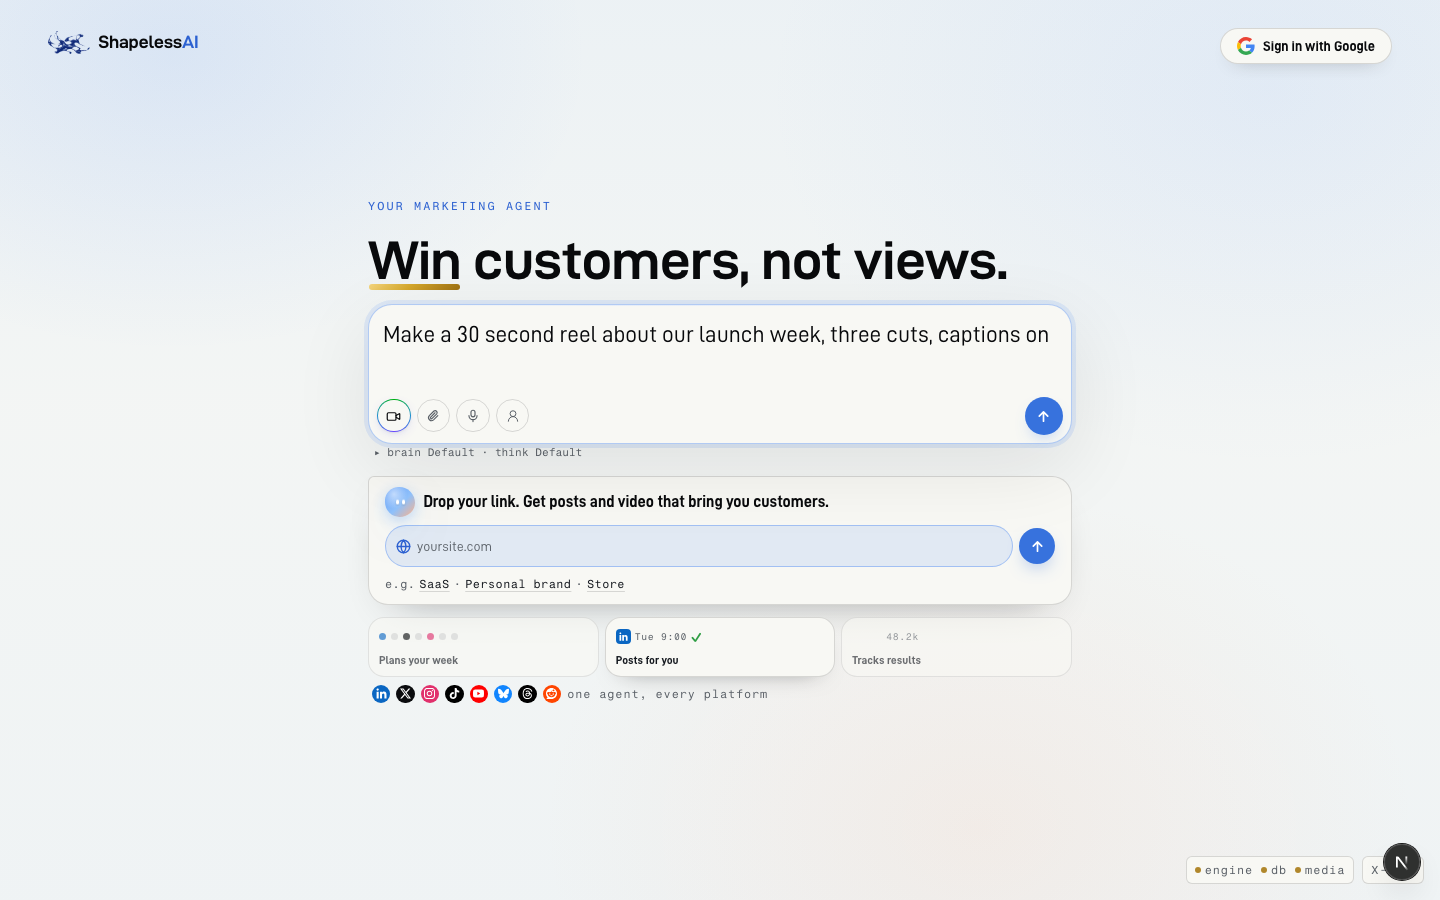 ShapelessAI
Sign in with Google
YOUR MARKETING AGENT
Win customers, not views.
Make a 30 second reel about our launch week, three cuts, captions on
▸ brain Default · think Default
Drop your link. Get posts and video that bring you customers.
yoursite.com
e.g. SaaS · Personal brand · Store
in Tue 9:00 48.2k
Plans your week Posts for you Tracks results
one agent, every platform
engine db media